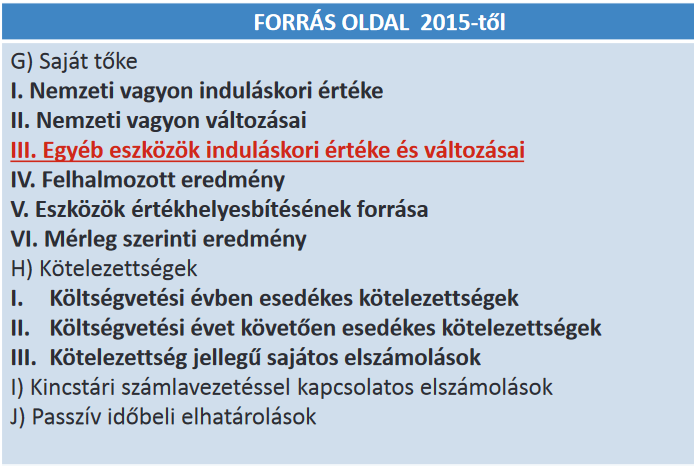 FORRÁS OLDAL 2015-től
G) Saját tőke
I. Nemzeti vagyon induláskori értéke
II. Nemzeti vagyon változásai
III. Egyéb eszközök induláskori értéke és változásai
IV. Felhalmozott eredmény
V. Eszközök értékhelyesbítésének forrása
VI. Mérleg szerinti eredmény
H) Kötelezettségek
I. Költségvetési évben esedékes kötelezettségek
II. Költségvetési évet követően esedékes kötelezettségek
III. Kötelezettség jellegű sajátos elszámolások
I) Kincstári számlavezetéssel kapcsolatos elszámolások
J) Passzív időbeli elhatárolások